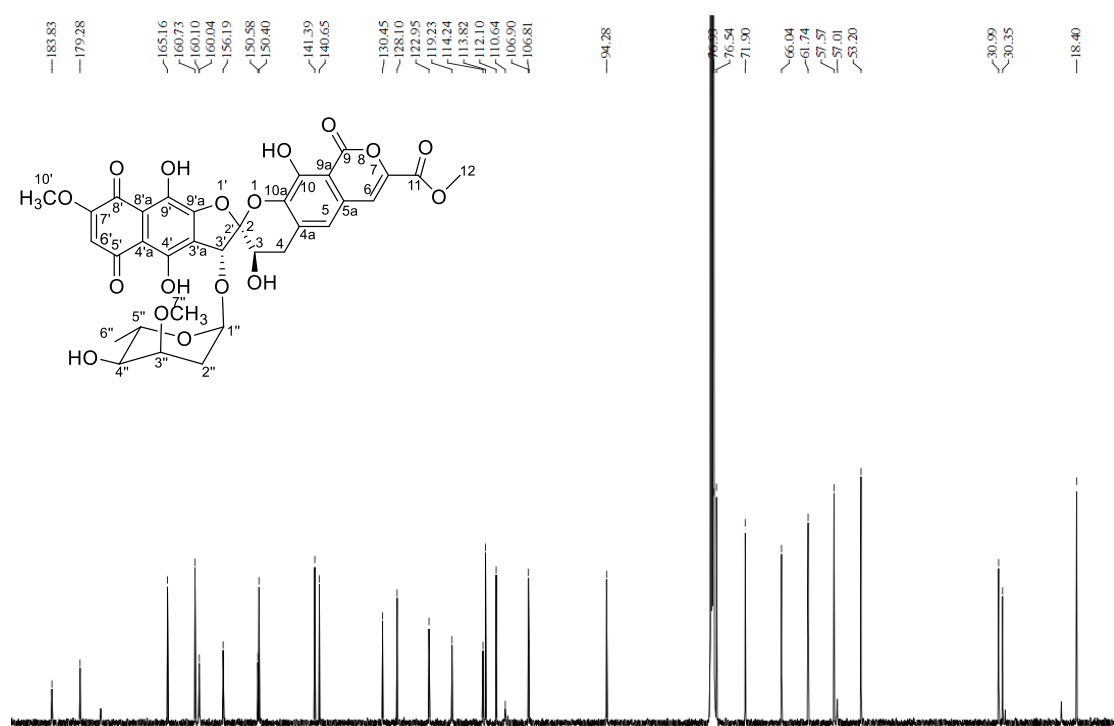 183.83
179.28
165.16
160.73
160.10
160.04
156.19
150.58
150.40
141.39
140.65
130.45
128.10
122.95
119.23
114.24
113.82
112.10
110.64
106.90
106.81
94.28
76.93
76.54
71.90
66.04
61.74
57.57
57.01
53.20
30.99
30.35
18.40
O
OH
O
O
9
8
10'
O
OH
9a
7
O
12
H3CO
8'
8'a
9'
9'a
1'
O
1
O
10
10a
6
11
O
7'
2'
2
5
5a
6'
5'
4'a
4'
3'a
3'
3
4
4a
O
OH
O
OH
7''
OCH3
6''
5''
O
1''
HO
4''
3''
2''